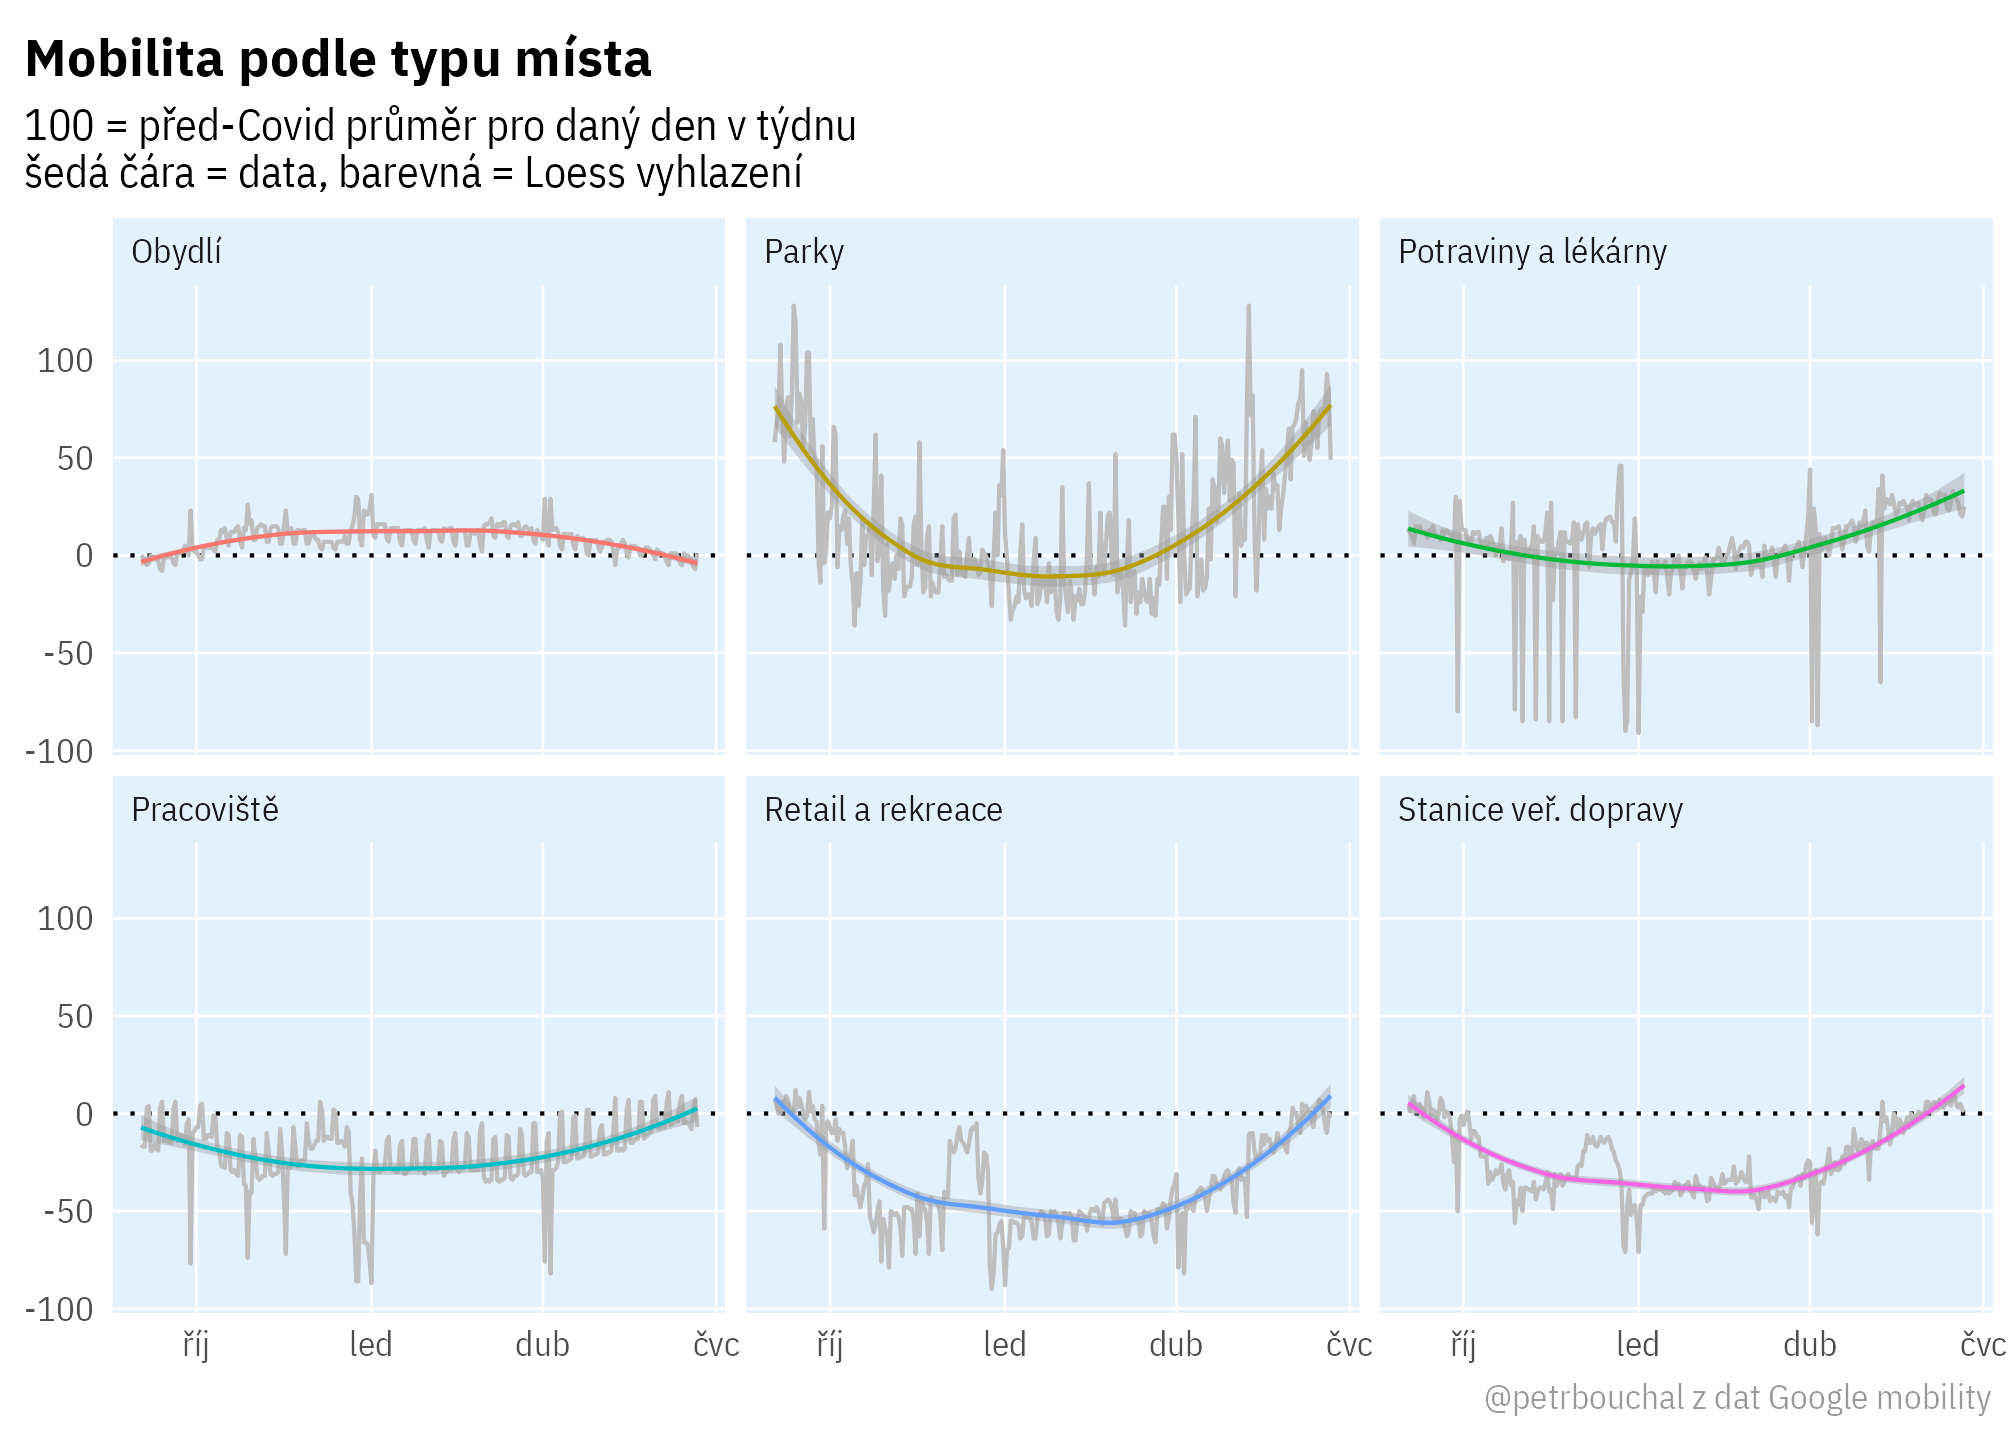 Mobilita podle typu místa
100 = před-Covid průměr pro daný den v týdnu
šedá čára = data, barevná = Loess vyhlazení
Obydlí
Parky
Potraviny a lékárny
100
50
0
-50
-100
Pracoviště
Retail a rekreace
Stanice veř. dopravy
100
50
0
-50
-100
říj led dub čvc
říj led dub čvc
říj led dub čvc
@petrbouchal z dat Google mobility